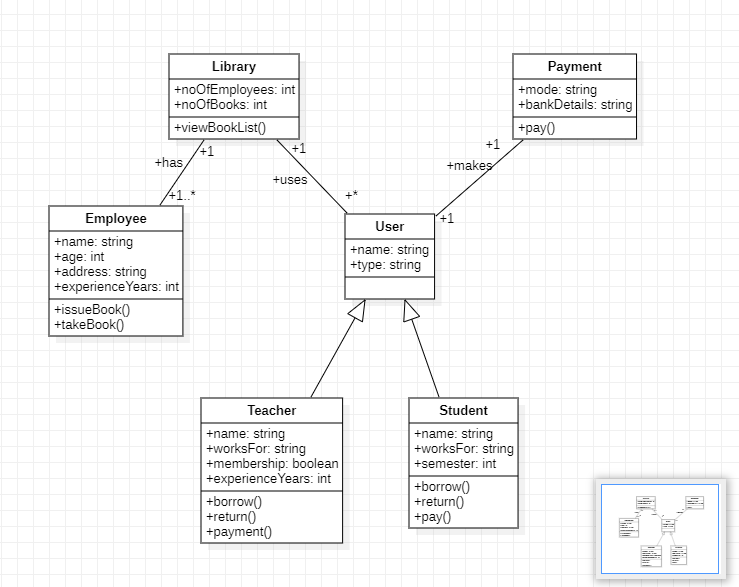 Library
+noOfEmployees: int
+noOfBooks: int
+viewBookList()
Payment
+mode: string
+bankDetails: string
+pay()
+1
+has
+1..*
+1
+uses
+*
+1
+makes
+1
Employee
+name: string
+age: int
+address: string
+experienceYears: int
+issueBook()
+takeBook()
User
+name: string
+type: string
Teacher
+name: string
+worksFor: string
+membership: boolean
+experienceYears: int
+borrow()
+return()
+payment()
Student
+name: string
+worksFor: string
+semester: int
+borrow()
+return()
+pay()